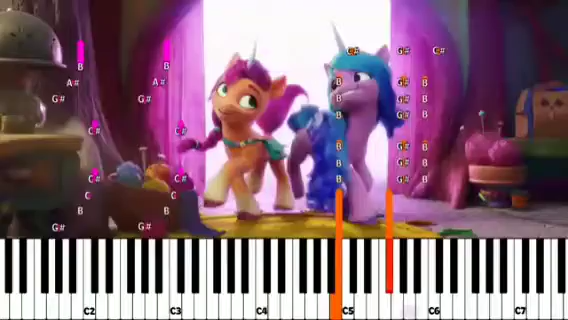 C# G# C#
B B
A# A# B G# B
G# G# B G# B
C# C# B G# B
B G# B
B G# B
C# C# B G# B
C C
B B
G# G#
C2 C3 C4 C5 C6 C7